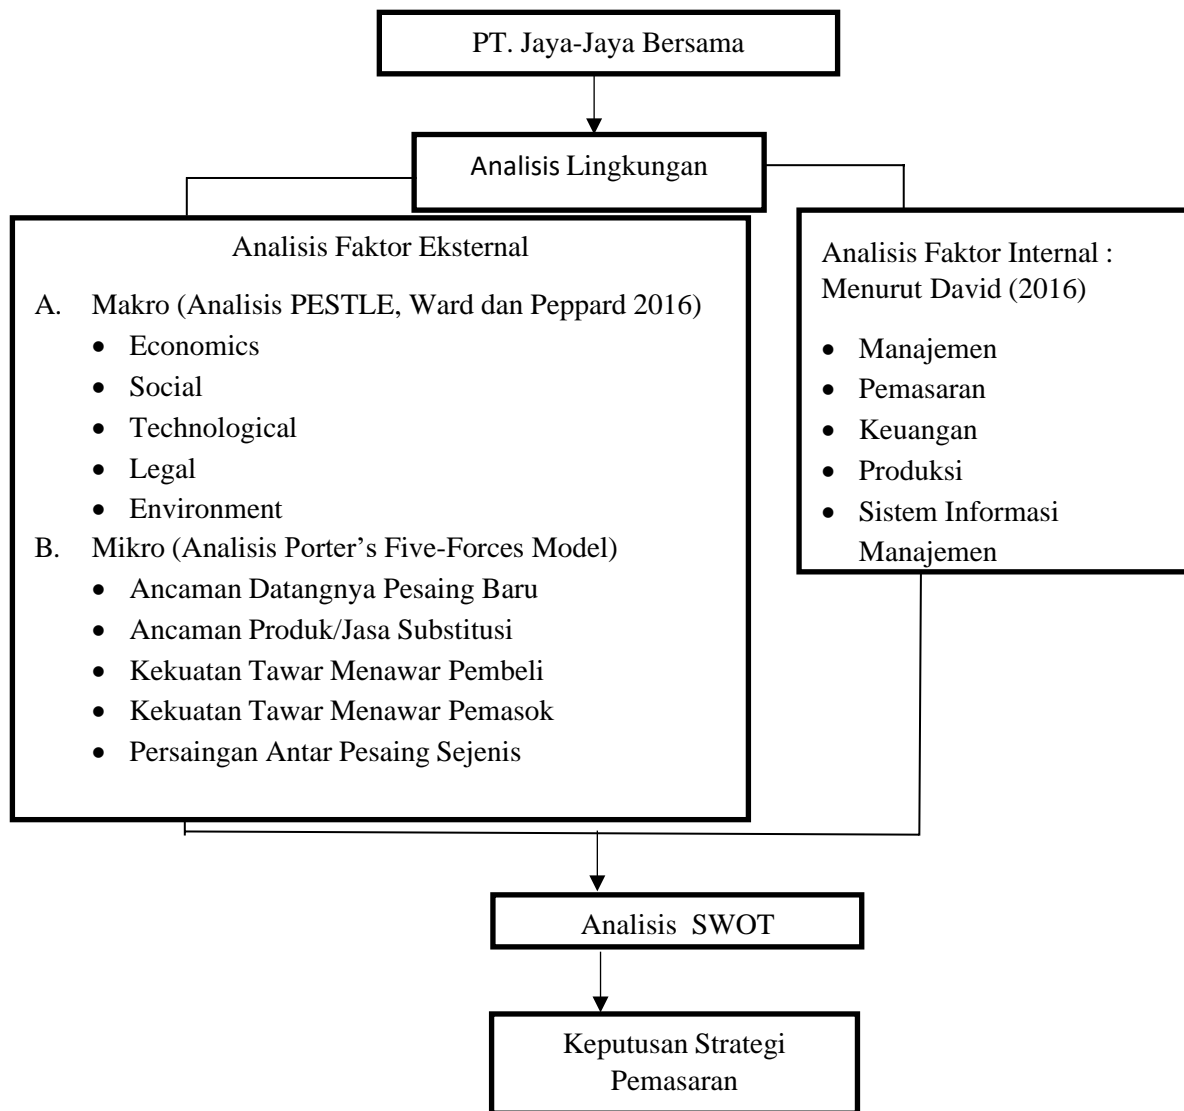 PT. Jaya-Jaya Bersama
Analisis Lingkungan
Analisis Faktor Eksternal
A. Makro (Analisis PESTLE, Ward dan Peppard 2016)
• Economics
• Social
• Technological
• Legal
• Environment
B. Mikro (Analisis Porter’s Five-Forces Model)
• Ancaman Datangnya Pesaing Baru
• Ancaman Produk/Jasa Substitusi
• Kekuatan Tawar Menawar Pembeli
• Kekuatan Tawar Menawar Pemasok
• Persaingan Antar Pesaing Sejenis
Analisis Faktor Internal :
Menurut David (2016)
• Manajemen
• Pemasaran
• Keuangan
• Produksi
• Sistem Informasi
Manajemen
Analisis SWOT
Keputusan Strategi
Pemasaran